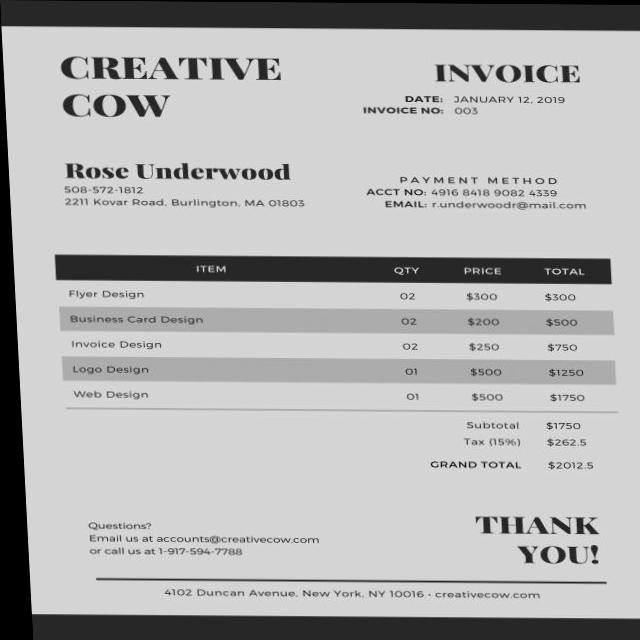 CREATIVE
COW
INVOICE
DATE: JANUARY 12, 2019
INVOICE NO: 003
Rose Underwood
508-572-1812
2211 Kovar Road, Burlington, MA 01803
PAYMENT METHOD
ACCT NO: 4916 8418 9082 4339
EMAIL: r.underwoodr@mail.com
ITEM QTY PRICE TOTAL
Flyer Design 02 $300 $300
Business Card Design 02 $200 $500
Invoice Design 02 $250 $750
Logo Design 01 $500 $1250
Web Design 01 $500 $1750
Subtotal $1750
Tax (15%) $262.5
GRAND TOTAL $2012.5
Questions?
Email us at accounts@creativecow.com
or call us at 1-917-594-7788
THANK
YOU!
4102 Duncan Avenue, New York, NY 10016 • creativecow.com